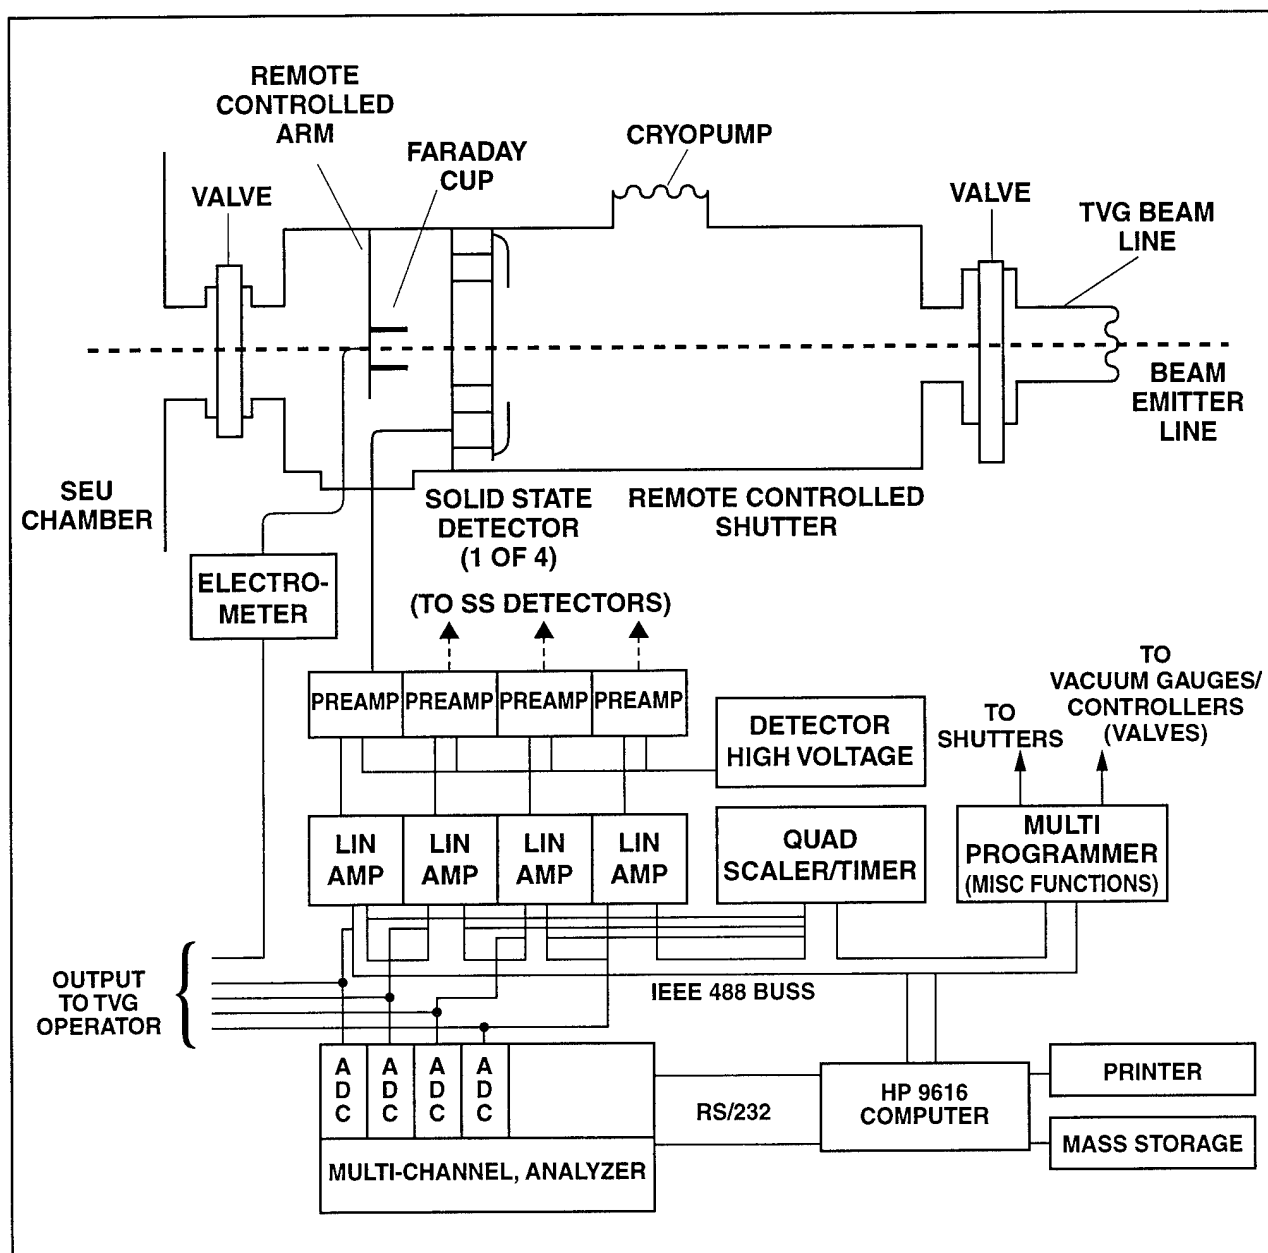 REMOTE
CONTROLLED
ARM
FARADAY
CUP
CRYOPUMP
VALVE
VALVE
TVG BEAM
LINE
BEAM
EMITTER
LINE
SEU
CHAMBER
SOLID STATE
DETECTOR
(1 OF 4)
REMOTE CONTROLLED
SHUTTER
ELECTRO-
METER
(TO SS DETECTORS)
PREAMP
PREAMP
PREAMP
PREAMP
DETECTOR
HIGH VOLTAGE
TO
SHUTTERS
TO
VACUUM GAUGES/
CONTROLLERS
(VALVES)
LIN
AMP
LIN
AMP
LIN
AMP
LIN
AMP
QUAD
SCALER/TIMER
MULTI
PROGRAMMER
(MISC FUNCTIONS)
OUTPUT
TO TVG
OPERATOR
IEEE 488 BUSS
ADC
ADC
ADC
ADC
MULTI-CHANNEL, ANALYZER
RS/232
HP 9616
COMPUTER
PRINTER
MASS STORAGE